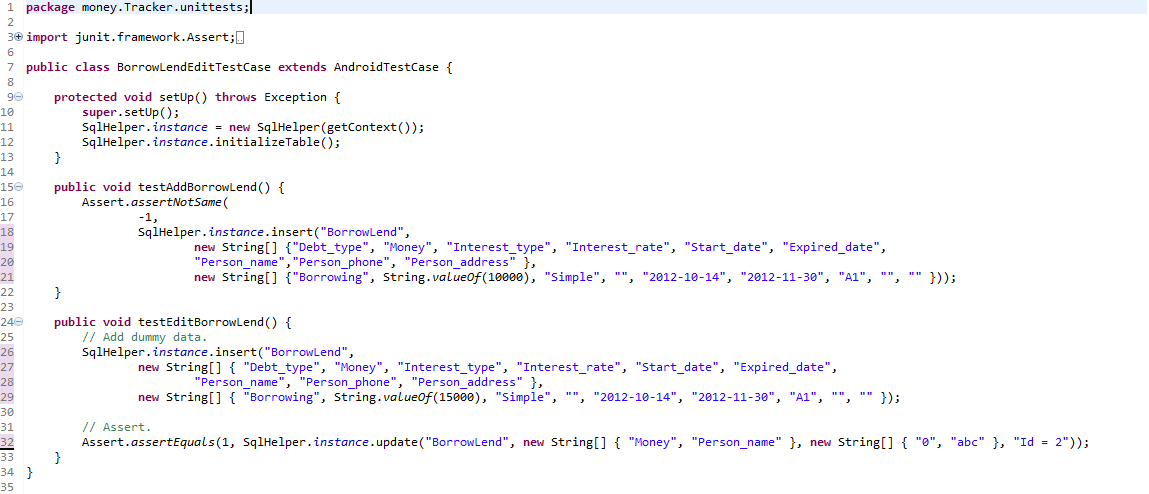 1 package money.Tracker.unittests;
2
3 import junit.framework.Assert;
6
7 public class BorrowLendEditTestCase extends AndroidTestCase {
8
9     protected void setUp() throws Exception {
10         super.setUp();
11         SqlHelper.instance = new SqlHelper(getContext());
12         SqlHelper.instance.initializeTable();
13     }
14
15     public void testAddBorrowLend() {
16         Assert.assertNotSame(
17                 -1,
18                 SqlHelper.instance.insert("BorrowLend",
19                         new String[] {"Debt_type", "Money", "Interest_type", "Interest_rate", "Start_date", "Expired_date",
20                         "Person_name","Person_phone", "Person_address" },
21                         new String[] {"Borrowing", String.valueOf(10000), "Simple", "", "2012-10-14", "2012-11-30", "A1", "", "" }));
22     }
23
24     public void testEditBorrowLend() {
25         // Add dummy data.
26         SqlHelper.instance.insert("BorrowLend",
27                 new String[] { "Debt_type", "Money", "Interest_type", "Interest_rate", "Start_date", "Expired_date",
28                         "Person_name","Person_phone", "Person_address" },
29                 new String[] { "Borrowing", String.valueOf(15000), "Simple", "", "2012-10-14", "2012-11-30", "A1", "", "" });
30
31         // Assert.
32         Assert.assertEquals(1, SqlHelper.instance.update("BorrowLend", new String[] { "Money", "Person_name" }, new String[] { "0", "abc" }, "Id = 2"));
33     }
34 }
35